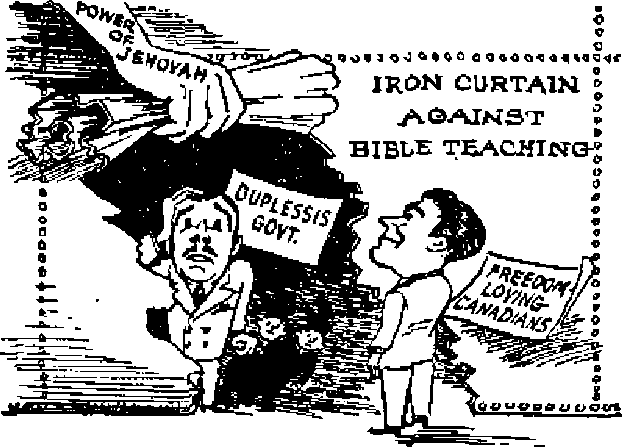 POWER
OF
JEHOVAH
IRON CURTAIN
AGAINST
BIBLE TEACHING
DUPLESSIS
GOVT.
FREEDOM
LOVING
CANADIANS